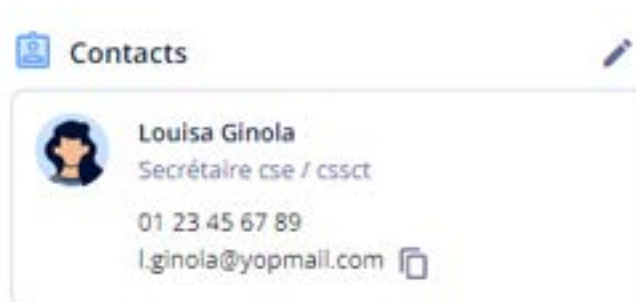 Contacts
Louisa Ginola
Secrétaire cse / cssct
01 23 45 67 89
l.ginola@yopmail.com